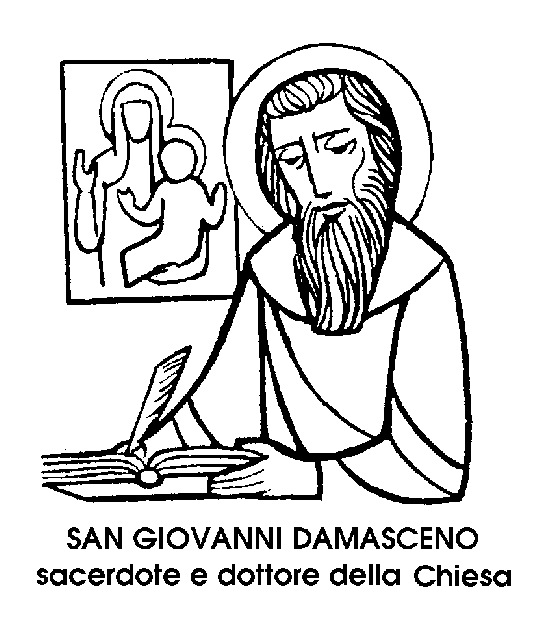 SAN GIOVANNI DAMASCENO
sacerdote e dottore della Chiesa